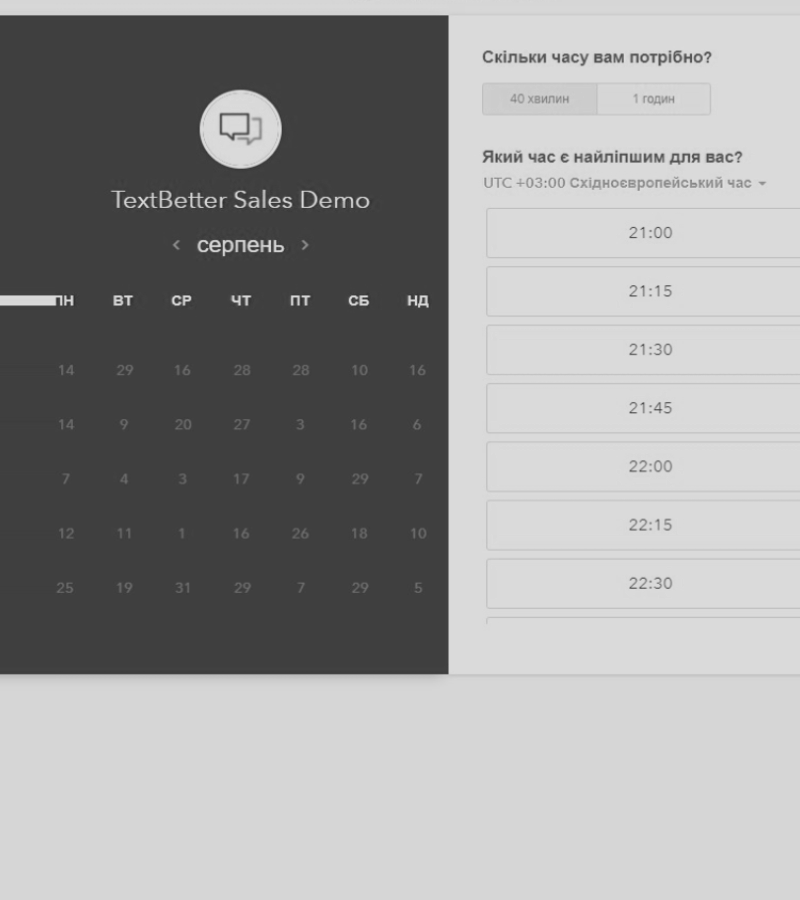 TextBetter Sales Demo
серпень
ПН ВТ СР ЧТ ПТ СБ НД
14 29 16 28 28 10 16
14 9 20 27 3 16 6
7 4 3 17 9 29 7
12 11 1 16 26 18 10
25 19 31 29 7 29 5
Скільки часу вам потрібно?
40 хвилин 1 годин
Який час є найліпшим для вас?
UTC +03:00 Східноєвропейський час
21:00
21:15
21:30
21:45
22:00
22:15
22:30